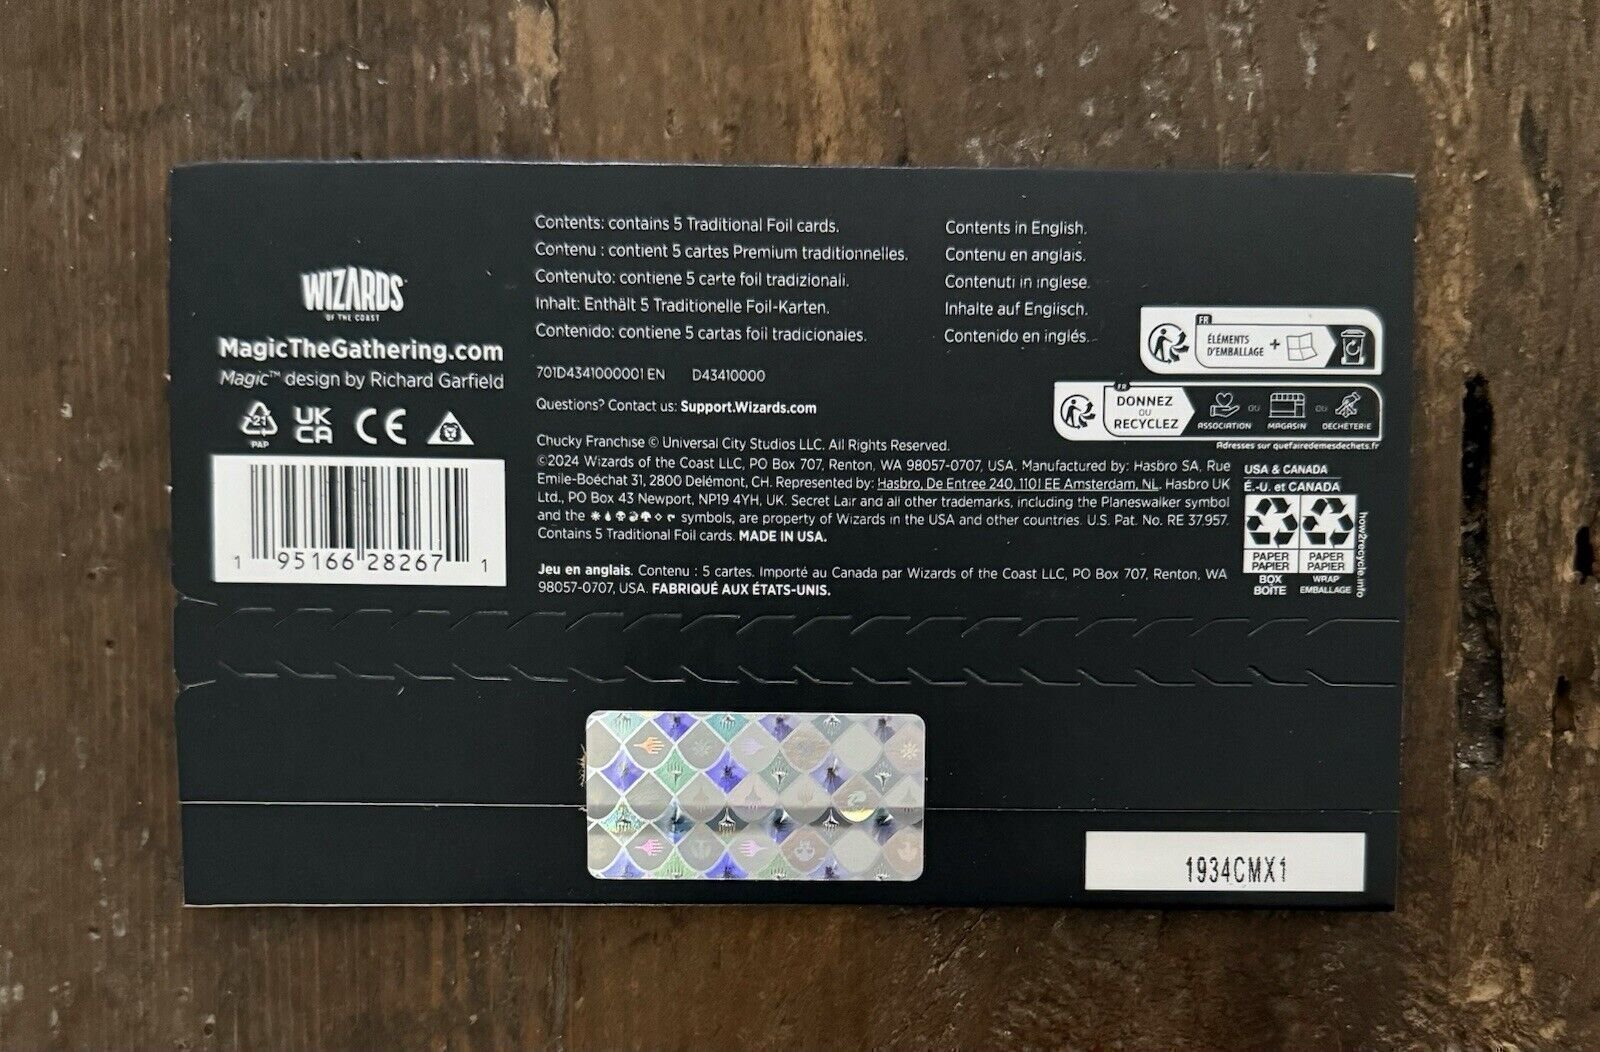 WIZARDS
OF THE COAST
MagicTheGathering.com
Magic™ design by Richard Garfield
21
PAP
UK
CA
CE
1 95166 28267 1
Contents: contains 5 Traditional Foil cards.
Contenu : contient 5 cartes Premium traditionnelles.
Contenuto: contiene 5 carte foil tradizionali.
Inhalt: Enthält 5 Traditionelle Foil-Karten.
Contenido: contiene 5 cartas foil tradicionales.
Contents in English.
Contenu en anglais.
Contenuti in inglese.
Inhalte auf Englisch.
Contenido en inglés.
701D4341000001 EN D43410000
Questions? Contact us: Support.Wizards.com
Chucky Franchise © Universal City Studios LLC. All Rights Reserved.
©2024 Wizards of the Coast LLC, PO Box 707, Renton, WA 98057-0707, USA. Manufactured by: Hasbro SA, Rue
Emile-Boéchat 31, 2800 Delémont, CH. Represented by: Hasbro, De Entree 240, 1101 EE Amsterdam, NL. Hasbro UK
Ltd., PO Box 43 Newport, NP19 4YH, UK. Secret Lair and all other trademarks, including the Planeswalker symbol
and the symbols, are property of Wizards in the USA and other countries. U.S. Pat. No. RE 37,957.
Contains 5 Traditional Foil cards. MADE IN USA.
Jeu en anglais. Contenu : 5 cartes. Importé au Canada par Wizards of the Coast LLC, PO Box 707, Renton, WA
98057-0707, USA. FABRIQUÉ AUX ÉTATS-UNIS.
FR
ÉLÉMENTS
D'EMBALLAGE +
FR
DONNEZ
OU
RECYCLEZ
ASSOCIATION OU MAGASIN OU DÉCHÈTERIE
Adresses sur quefairedemesdechets.fr
USA & CANADA
É.-U. et CANADA
PAPER
PAPIER
BOX
BOÎTE
PAPER
PAPIER
WRAP
EMBALLAGE
how2recycle.info
1934CMX1